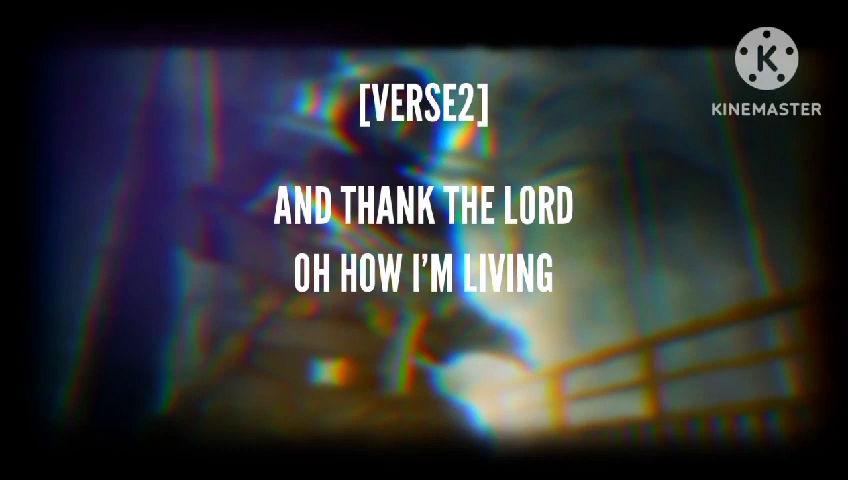 [VERSE2]
AND THANK THE LORD
OH HOW I'M LIVING
K
KINEMASTER